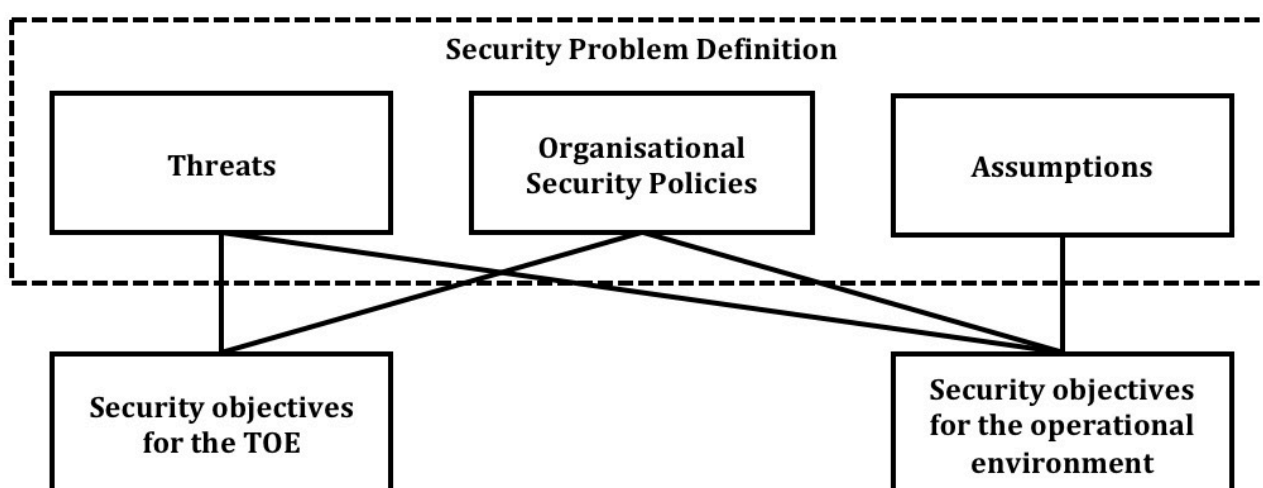 Security Problem Definition
Threats
Organisational
Security Policies
Assumptions
Security objectives
for the TOE
Security objectives
for the operational
environment